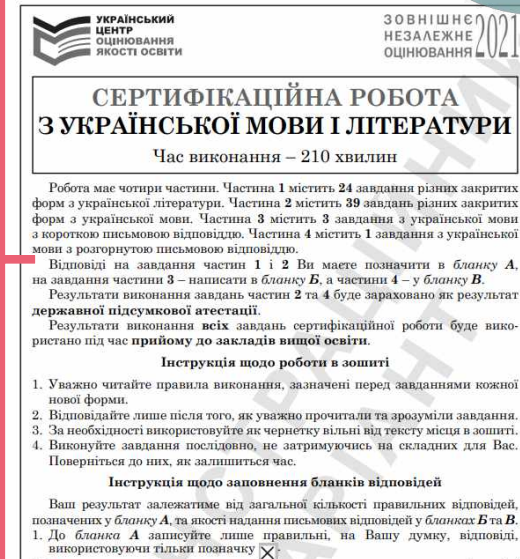 УКРАЇНСЬКИЙ
ЦЕНТР
ОЦІНЮВАННЯ
ЯКОСТІ ОСВІТИ
ЗОВНІШНЄ
НЕЗАЛЕЖНЕ
ОЦІНЮВАННЯ 2021
СЕРТИФІКАЦІЙНА РОБОТА
З УКРАЇНСЬКОЇ МОВИ І ЛІТЕРАТУРИ
Час виконання – 210 хвилин
Робота має чотири частини. Частина 1 містить 24 завдання різних закритих
форм з української літератури. Частина 2 містить 39 завдань різних закритих
форм з української мови. Частина 3 містить 3 завдання з української мови
з короткою письмовою відповіддю. Частина 4 містить 1 завдання з української
мови з розгорнутою письмовою відповіддю.
Відповіді на завдання частин 1 і 2 Ви маєте позначити в бланку А,
на завдання частини 3 – написати в бланку Б, а частини 4 – у бланку В.
Результати виконання завдань частин 2 та 4 буде зараховано як результат
державної підсумкової атестації.
Результати виконання всіх завдань сертифікаційної роботи буде вико-
ристано під час прийому до закладів вищої освіти.
Інструкція щодо роботи в зошиті
1. Уважно читайте правила виконання, зазначені перед завданнями кожної
нової форми.
2. Відповідайте лише після того, як уважно прочитали та зрозуміли завдання.
3. За необхідності використовуйте як чернетку вільні від тексту місця в зошиті.
4. Виконуйте завдання послідовно, не затримуючись на складних для Вас.
Поверніться до них, як залишиться час.
Інструкція щодо заповнення бланків відповідей
Ваш результат залежатиме від загальної кількості правильних відповідей,
позначених у бланку А, та якості надання письмових відповідей у бланках Б та В.
1. До бланка А записуйте лише правильні, на Вашу думку, відповіді,
використовуючи тільки позначку